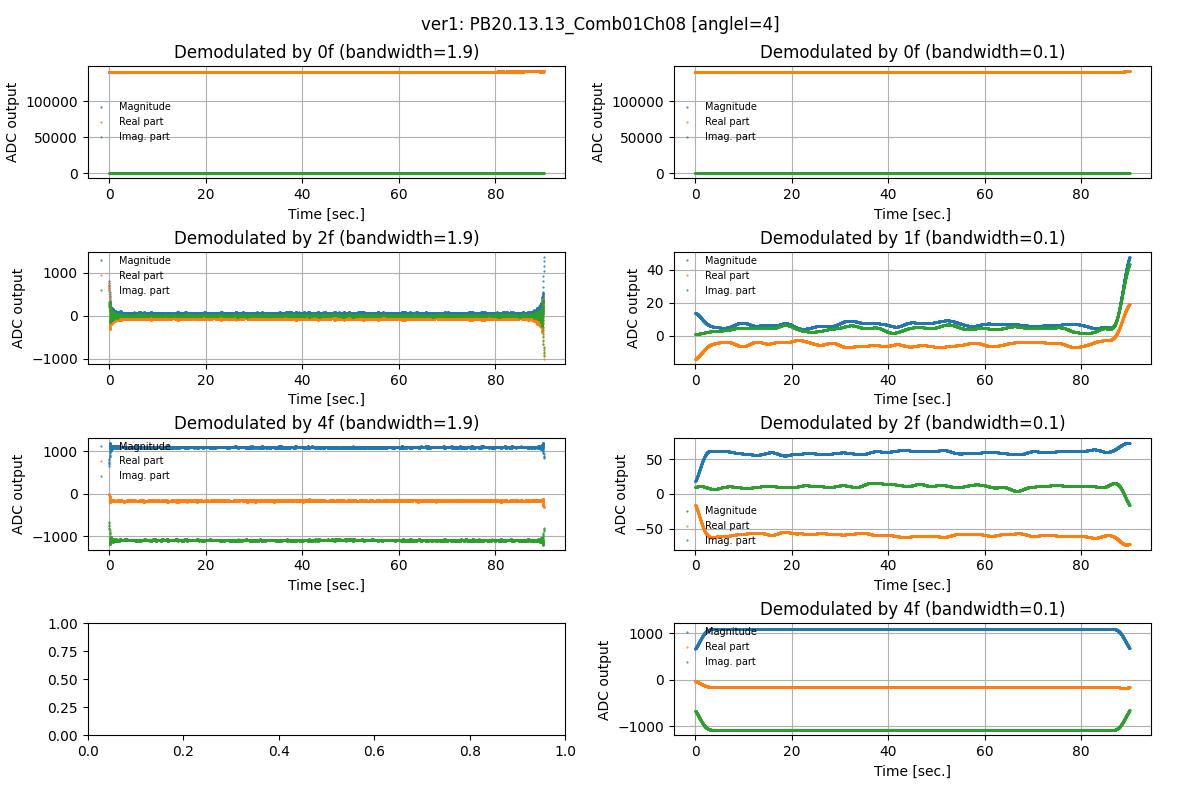 ver1: PB20.13.13_Comb01Ch08 [angleI=4]
Demodulated by 0f (bandwidth=1.9)
ADC output
100000
50000
0
Magnitude
Real part
Imag. part
0 20 40 60 80
Time [sec.]
Demodulated by 0f (bandwidth=0.1)
ADC output
100000
50000
0
Magnitude
Real part
Imag. part
0 20 40 60 80
Time [sec.]
Demodulated by 2f (bandwidth=1.9)
ADC output
1000
0
−1000
Magnitude
Real part
Imag. part
0 20 40 60 80
Time [sec.]
Demodulated by 1f (bandwidth=0.1)
ADC output
40
20
0
Magnitude
Real part
Imag. part
0 20 40 60 80
Time [sec.]
Demodulated by 4f (bandwidth=1.9)
ADC output
1000
0
−1000
Magnitude
Real part
Imag. part
0 20 40 60 80
Time [sec.]
Demodulated by 2f (bandwidth=0.1)
ADC output
50
0
−50
Magnitude
Real part
Imag. part
0 20 40 60 80
Time [sec.]
1.00
0.75
0.50
0.25
0.00
0.0 0.2 0.4 0.6 0.8 1.0
Demodulated by 4f (bandwidth=0.1)
ADC output
1000
0
−1000
Magnitude
Real part
Imag. part
0 20 40 60 80
Time [sec.]